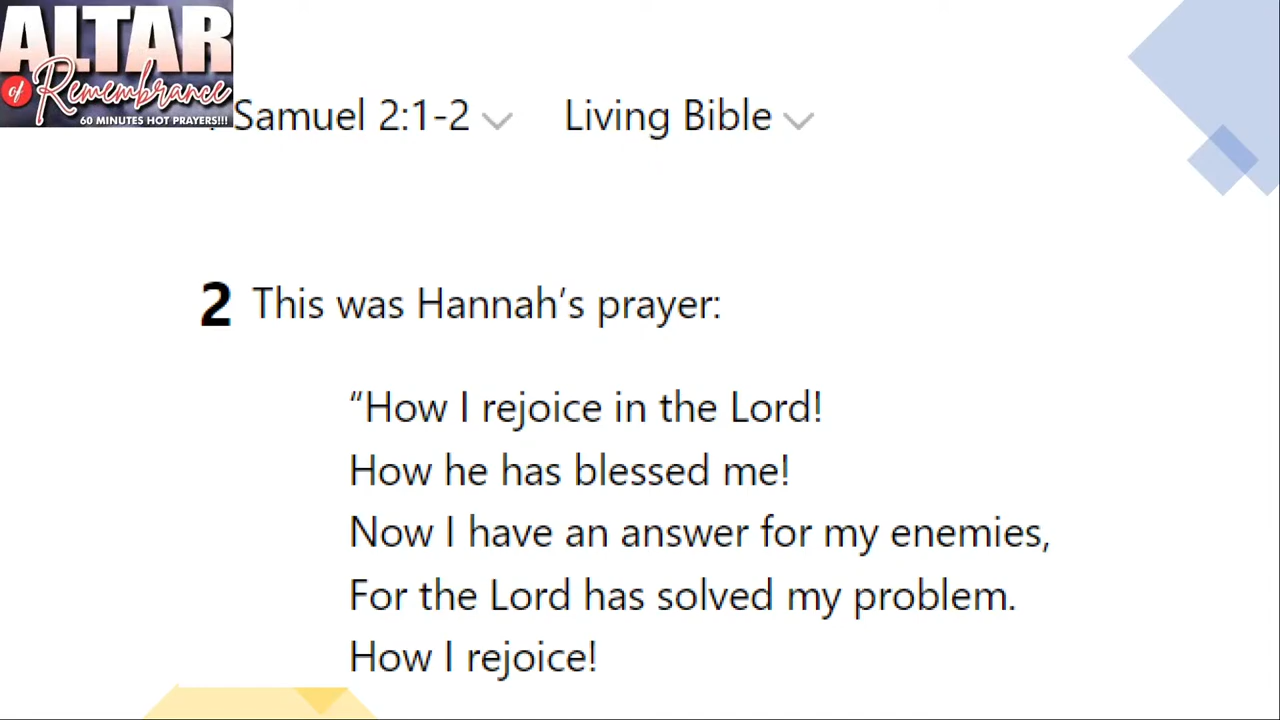 ALTAR
of Remembrance
60 MINUTES HOT PRAYERS!!!
Samuel 2:1-2 Living Bible
2 This was Hannah’s prayer:
“How I rejoice in the Lord!
How he has blessed me!
Now I have an answer for my enemies,
For the Lord has solved my problem.
How I rejoice!